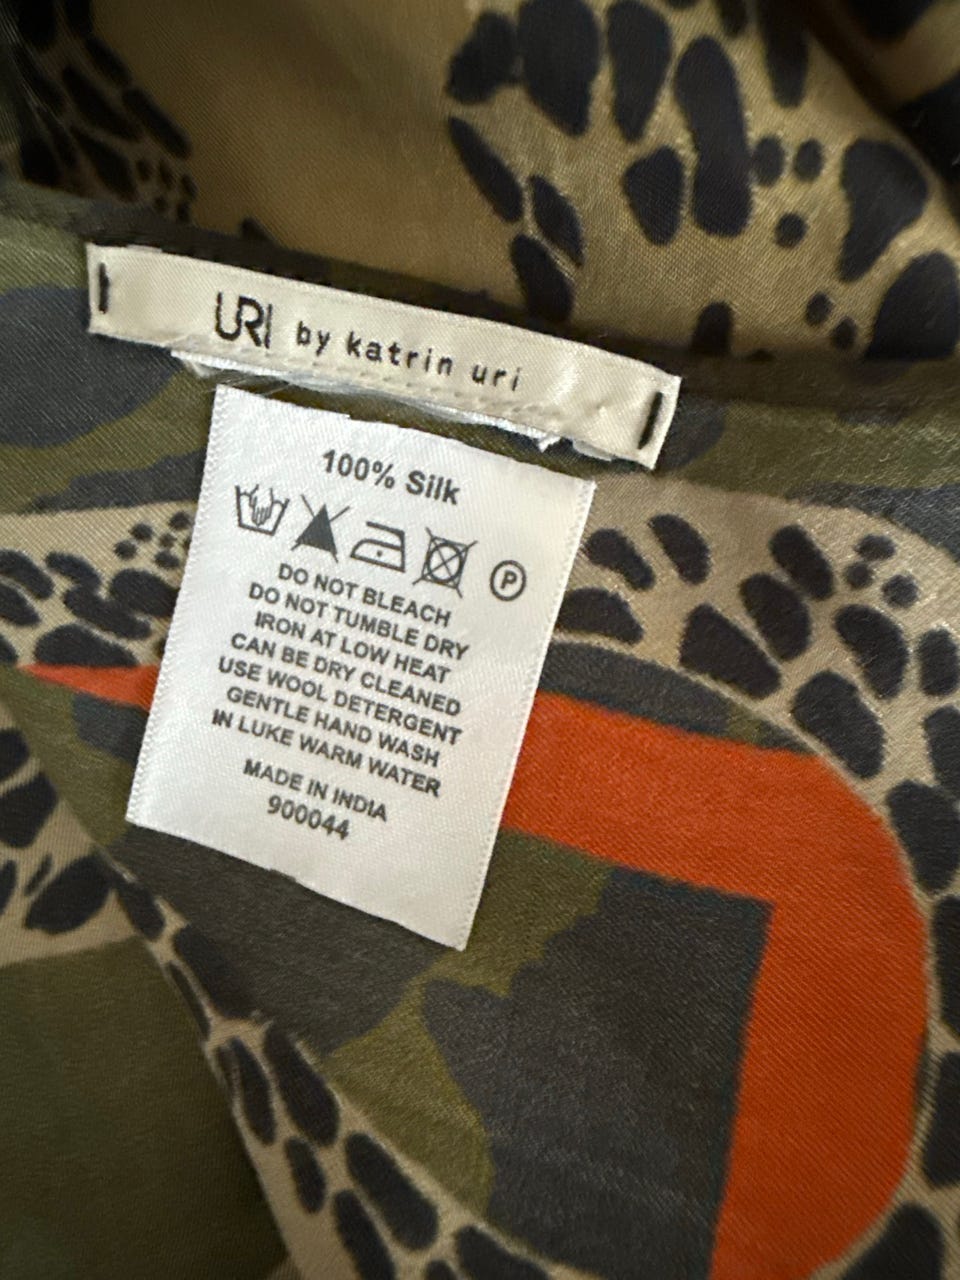 URI by katrin uri
100% Silk
P
DO NOT BLEACH
DO NOT TUMBLE DRY
IRON AT LOW HEAT
CAN BE DRY CLEANED
USE WOOL DETERGENT
GENTLE HAND WASH
IN LUKE WARM WATER
MADE IN INDIA
900044